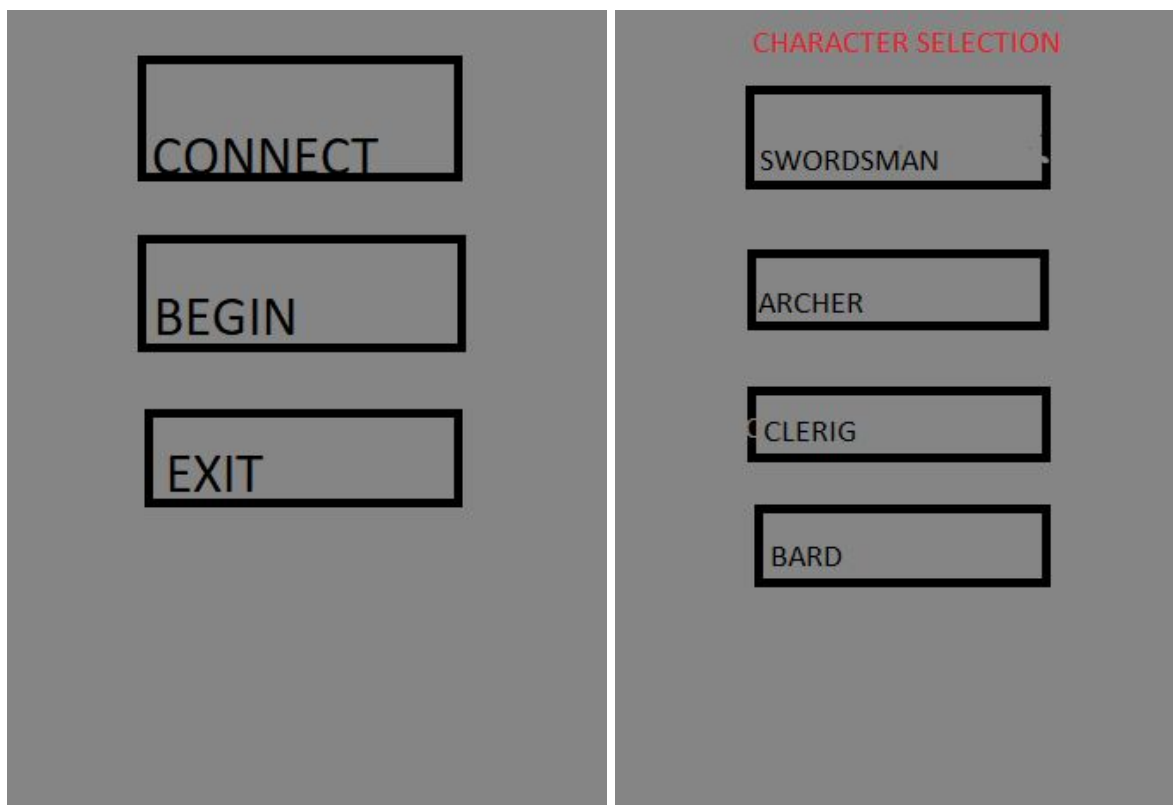 CONNECT
BEGIN
EXIT
CHARACTER SELECTION
SWORDSMAN
ARCHER
CLERIG
BARD